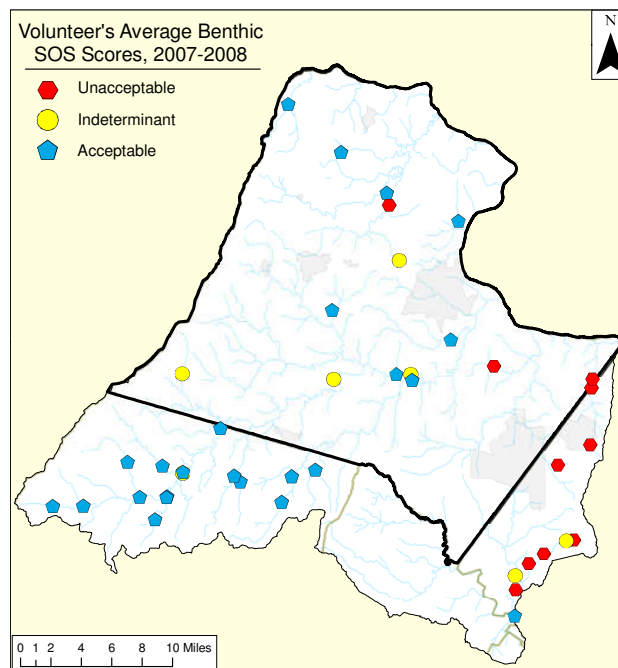 Volunteer's Average Benthic
SOS Scores, 2007-2008
N
Unacceptable
Indeterminant
Acceptable
0 1 2 4 6 8 10 Miles